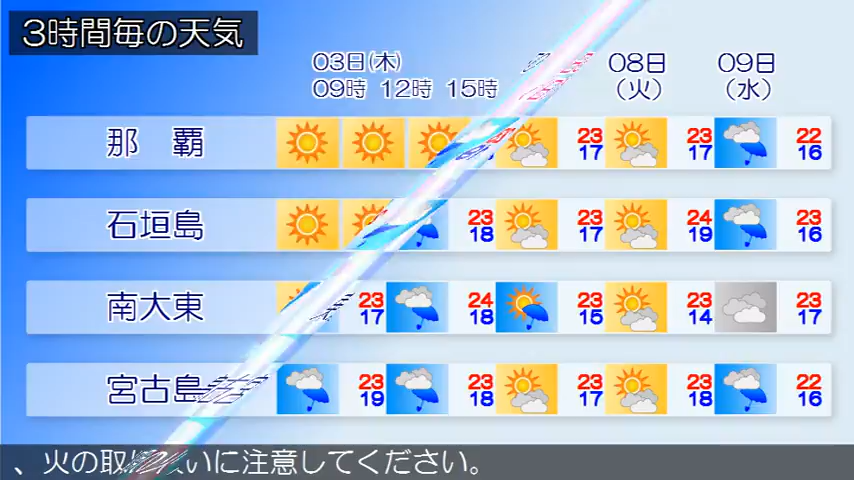 3時間毎の天気
03日(木)
09時 12時 15時
08日 09日
(火) (水)
那覇 23 17 23 17 22 16
石垣島 23 18 23 17 24 19 23 16
南大東 23 17 24 18 23 15 23 14 23 17
宮古島 23 19 23 18 23 17 23 18 22 16
、火の取り扱いに注意してください。